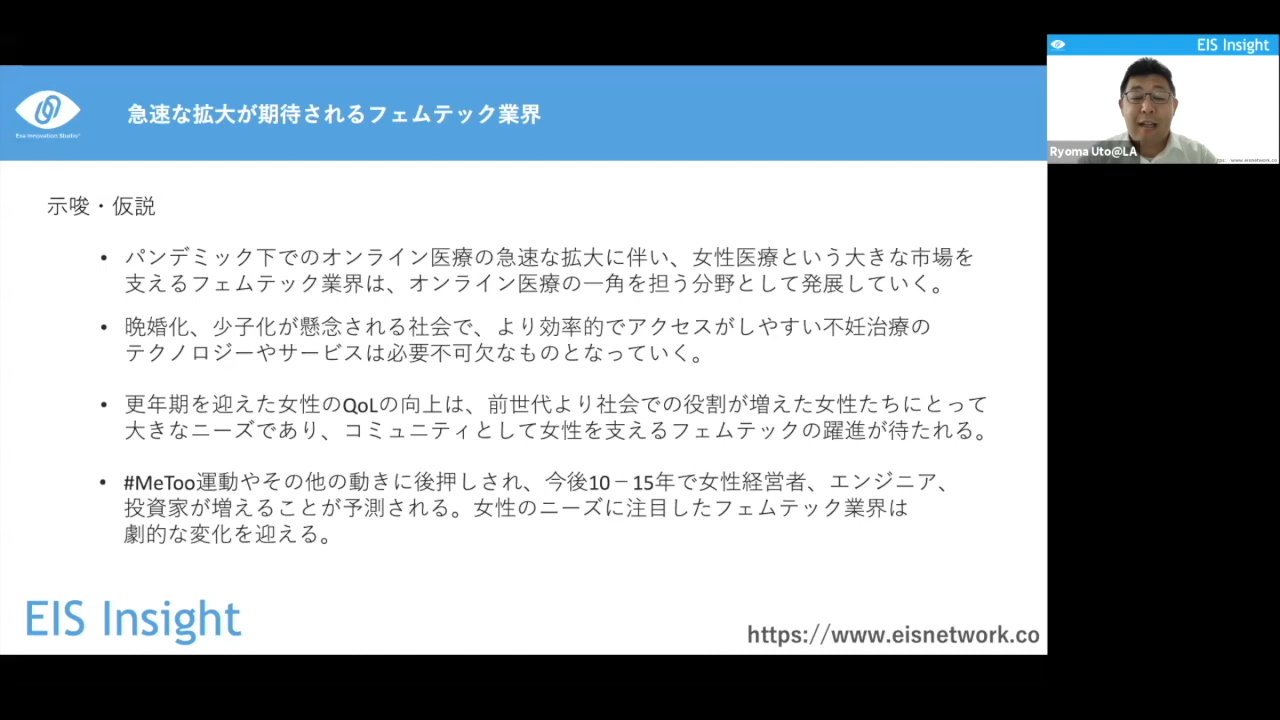 EIS Insight
急速な拡大が期待されるフェムテック業界
Exa Innovation Studio
Ryoma Uto@LA
示唆・仮説
• パンデミック下でのオンライン医療の急速な拡大に伴い、女性医療という大きな市場を
支えるフェムテック業界は、オンライン医療の一角を担う分野として発展していく。
• 晩婚化、少子化が懸念される社会で、より効率的でアクセスがしやすい不妊治療の
テクノロジーやサービスは必要不可欠なものとなっていく。
• 更年期を迎えた女性のQoLの向上は、前世代より社会での役割が増えた女性たちにとって
大きなニーズであり、コミュニティとして女性を支えるフェムテックの躍進が待たれる。
• #MeToo運動やその他の動きに後押しされ、今後10－15年で女性経営者、エンジニア、
投資家が増えることが予測される。女性のニーズに注目したフェムテック業界は
劇的な変化を迎える。
EIS Insight
https://www.eisnetwork.co